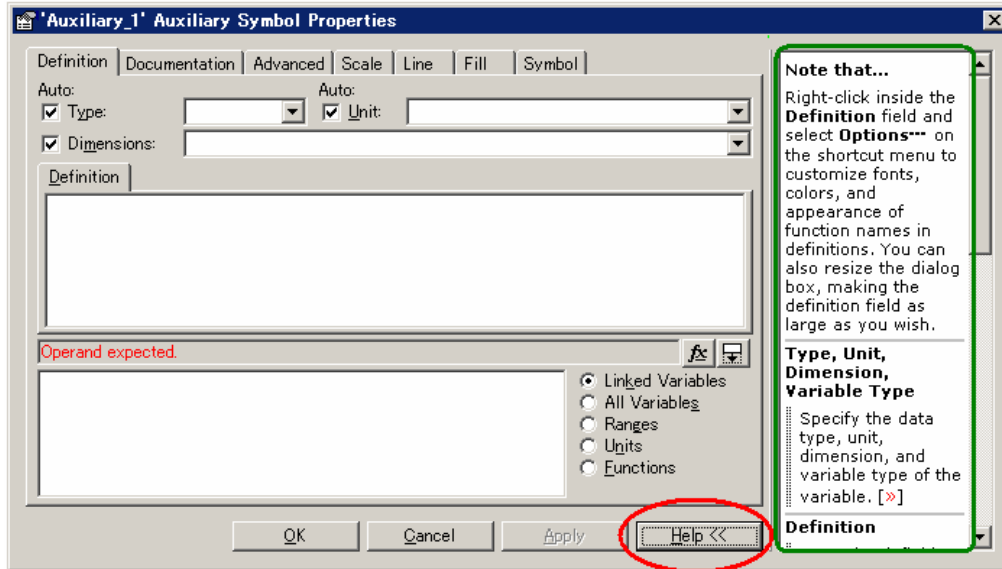 'Auxiliary_1' Auxiliary Symbol Properties
Definition Documentation Advanced Scale Line Fill Symbol
Auto: Auto:
Type: Unit:
Dimensions:
Definition
Operand expected.
fx
Linked Variables
All Variables
Ranges
Units
Functions
OK Cancel Apply Help <<
Note that...
Right-click inside the
Definition field and
select Options··· on
the shortcut menu to
customize fonts,
colors, and
appearance of
function names in
definitions. You can
also resize the dialog
box, making the
definition field as
large as you wish.
Type, Unit,
Dimension,
Variable Type
Specify the data
type, unit,
dimension, and
variable type of the
variable. [»]
Definition